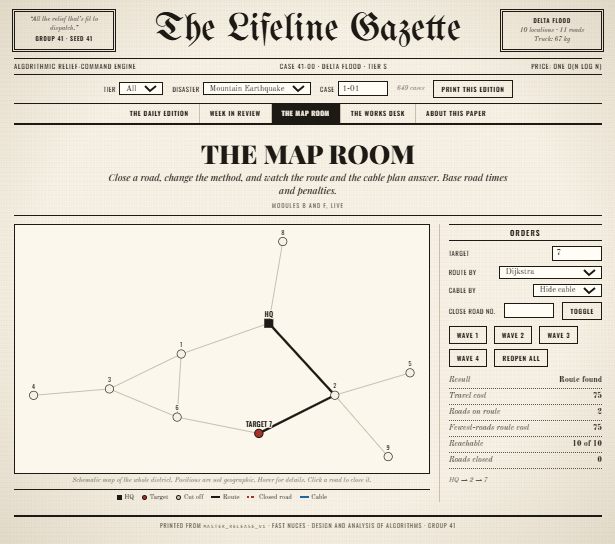 "All the relief that's fit to dispatch."
GROUP 41 · SEED 41
The Lifeline Gazette
DELTA FLOOD
10 locations · 11 roads
Truck: 67 kg
ALGORITHMIC RELIEF-COMMAND ENGINE
CASE 41-00 · DELTA FLOOD · TIER S
PRICE: ONE O(N LOG N)
TIER All
DISASTER Mountain Earthquake
CASE 1-01
640 cases
PRINT THIS EDITION
THE DAILY EDITION
WEEK IN REVIEW
THE MAP ROOM
THE WORKS DESK
ABOUT THIS PAPER
THE MAP ROOM
Close a road, change the method, and watch the route and the cable plan answer. Base road times
and penalties.
MODULES B AND F, LIVE
8
HQ
1
3
4
6
TARGET 7
2
5
9
Schematic map of the whole district. Positions are not geographic. Hover for details. Click a road to close it.
HQ
Target
Cut off
Route
Closed road
Cable
ORDERS
TARGET 7
ROUTE BY Dijkstra
CABLE BY Hide cable
CLOSE ROAD NO.
TOGGLE
WAVE 1
WAVE 2
WAVE 3
WAVE 4
REOPEN ALL
Result Route found
Travel cost 75
Roads on route 2
Fewest-roads route cost 75
Reachable 10 of 10
Roads closed 0
HQ → 2 → 7
PRINTED FROM MASTER_RELEASE_V5 · FAST NUCES · DESIGN AND ANALYSIS OF ALGORITHMS · GROUP 41